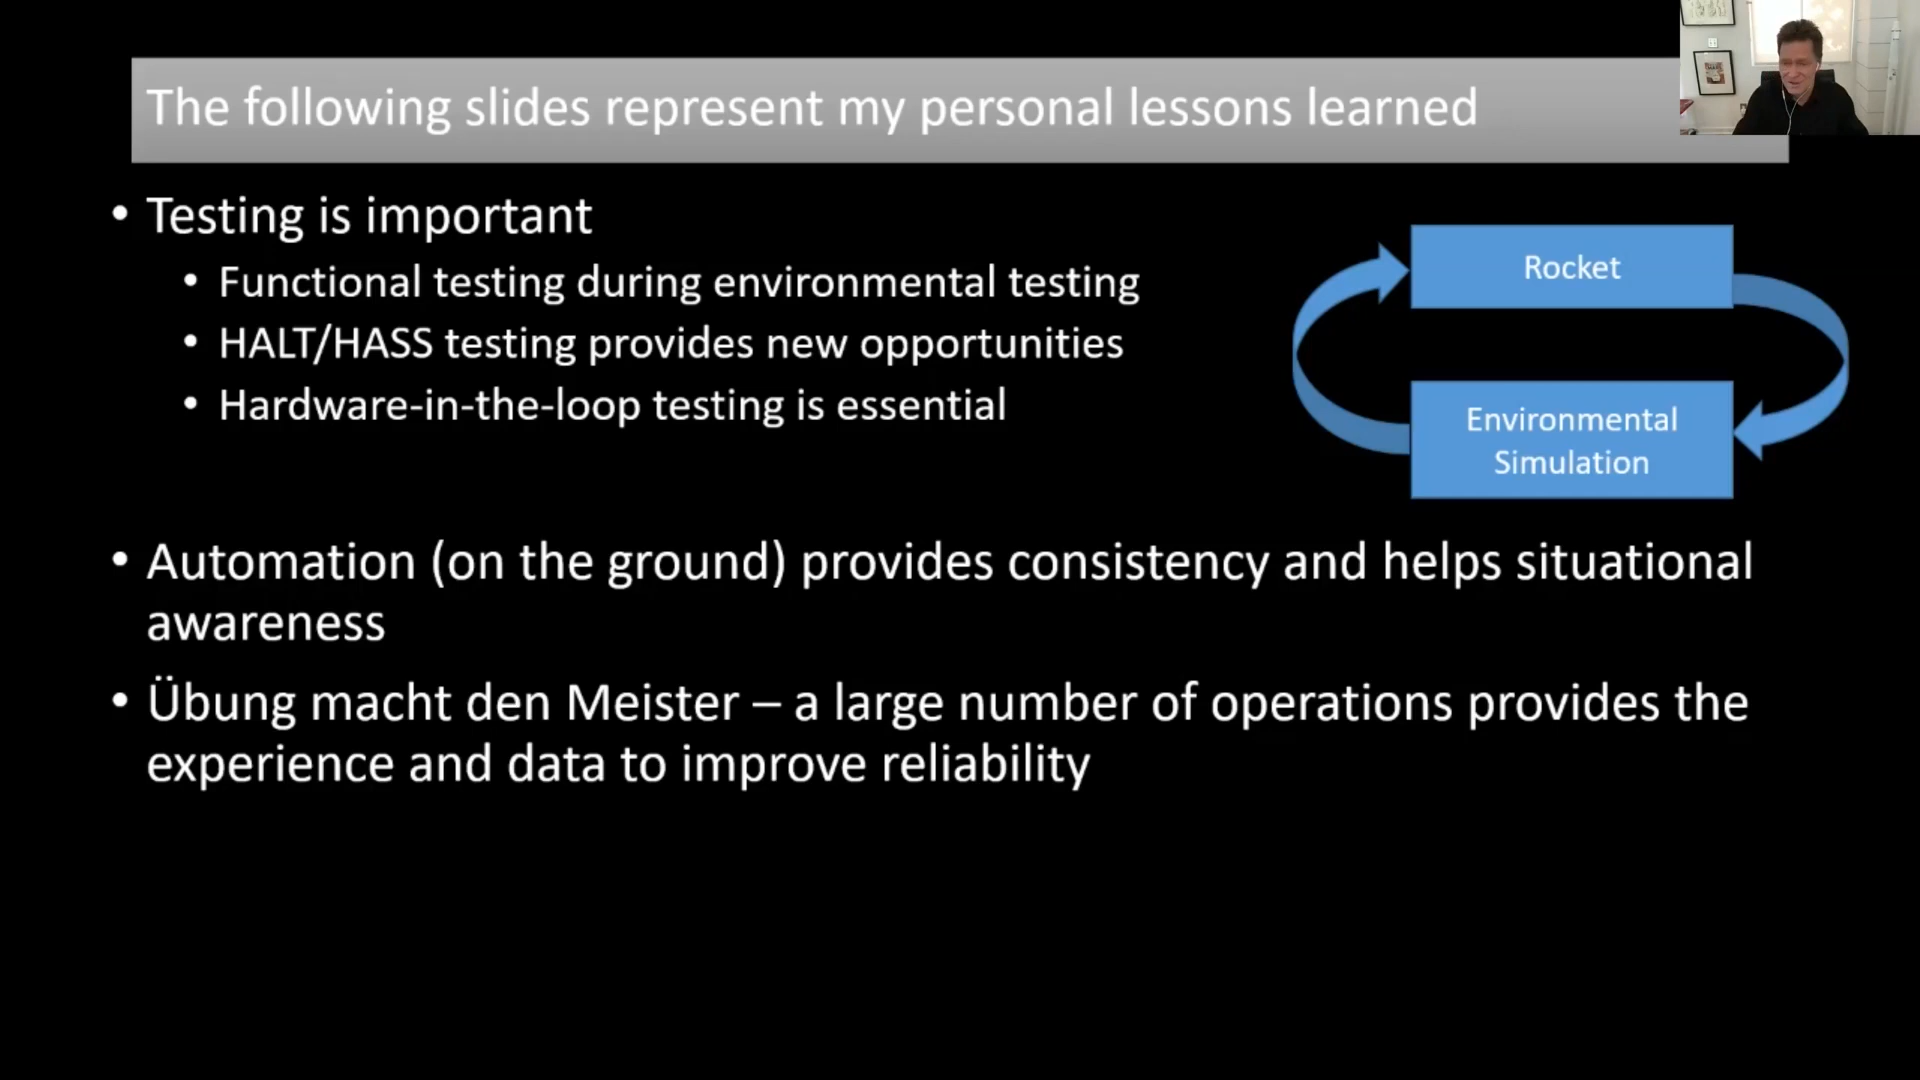 The following slides represent my personal lessons learned
• Testing is important
• Functional testing during environmental testing
• HALT/HASS testing provides new opportunities
• Hardware-in-the-loop testing is essential
Rocket
Environmental
Simulation
• Automation (on the ground) provides consistency and helps situational
awareness
• Übung macht den Meister – a large number of operations provides the
experience and data to improve reliability